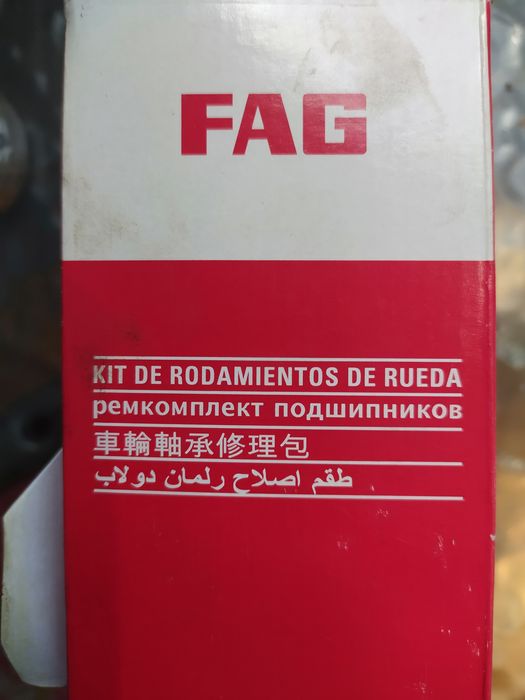 FAG
KIT DE RODAMIENTOS DE RUEDA
ремкомплект подшипников
車輪軸承修理包
طقم اصلاح رلمان دولاب